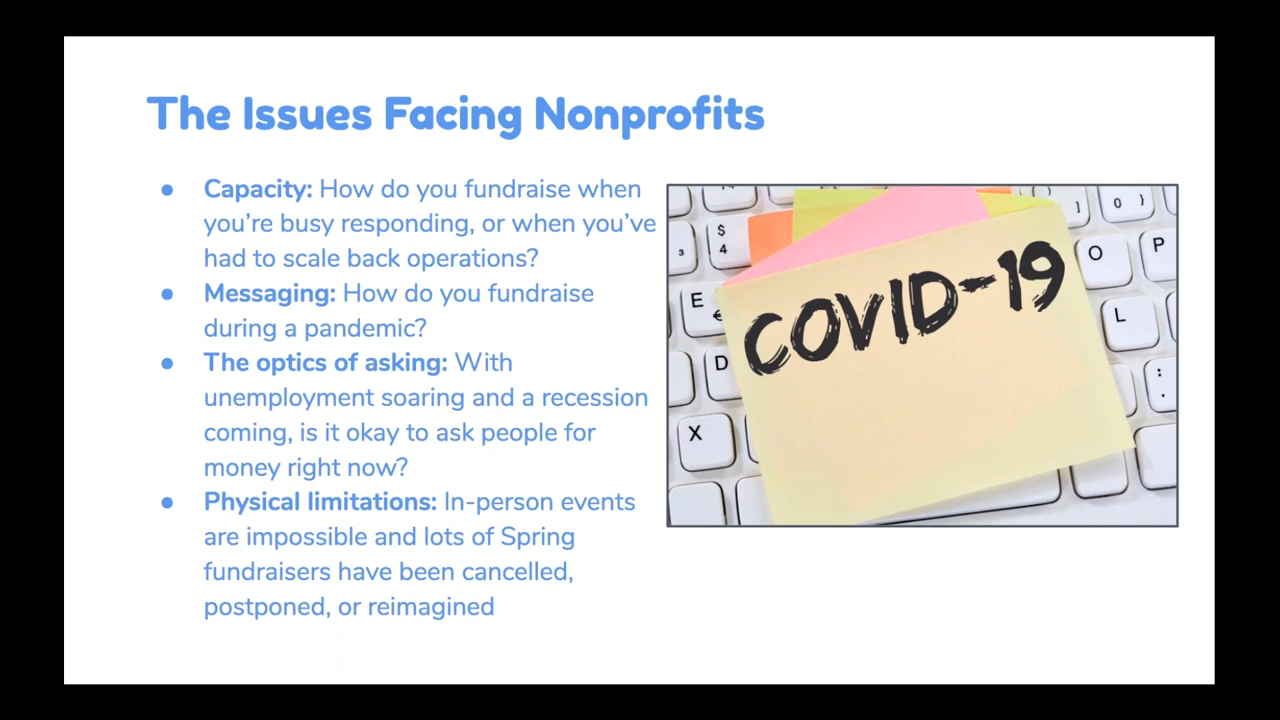 The Issues Facing Nonprofits
● Capacity: How do you fundraise when
you’re busy responding, or when you’ve
had to scale back operations?
● Messaging: How do you fundraise
during a pandemic?
● The optics of asking: With
unemployment soaring and a recession
coming, is it okay to ask people for
money right now?
● Physical limitations: In-person events
are impossible and lots of Spring
fundraisers have been cancelled,
postponed, or reimagined
COVID-19
$
4
3
] 0 }
E
€
O
P
D
L
:
X